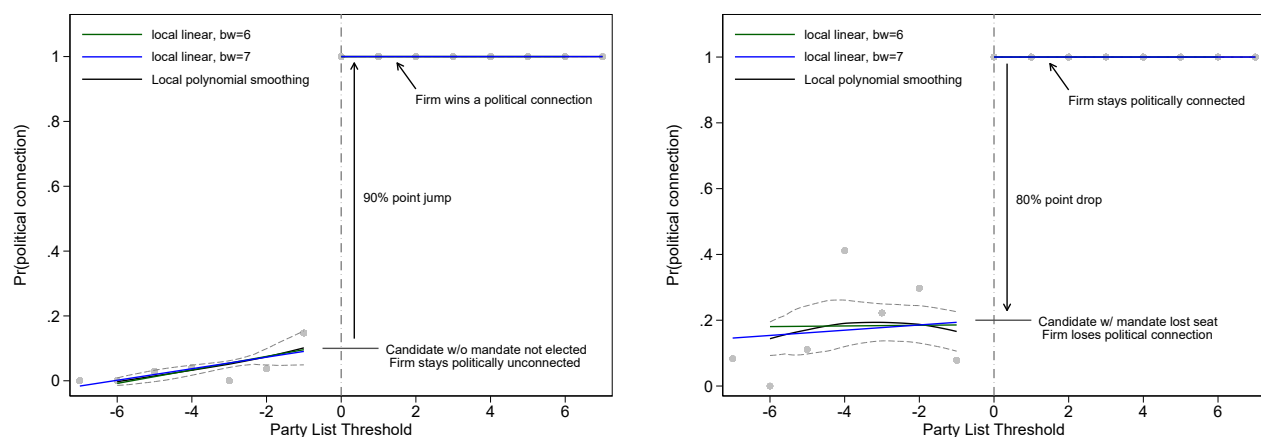 local linear, bw=6
local linear, bw=7
Local polynomial smoothing
Firm wins a political connection
90% point jump
Candidate w/o mandate not elected
Firm stays politically unconnected
Pr(political connection)
1
.8
.6
.4
.2
0
-6 -4 -2 0 2 4 6
Party List Threshold
local linear, bw=6
local linear, bw=7
Local polynomial smoothing
Firm stays politically connected
80% point drop
Candidate w/ mandate lost seat
Firm loses political connection
Pr(political connection)
1
.8
.6
.4
.2
0
-6 -4 -2 0 2 4 6
Party List Threshold